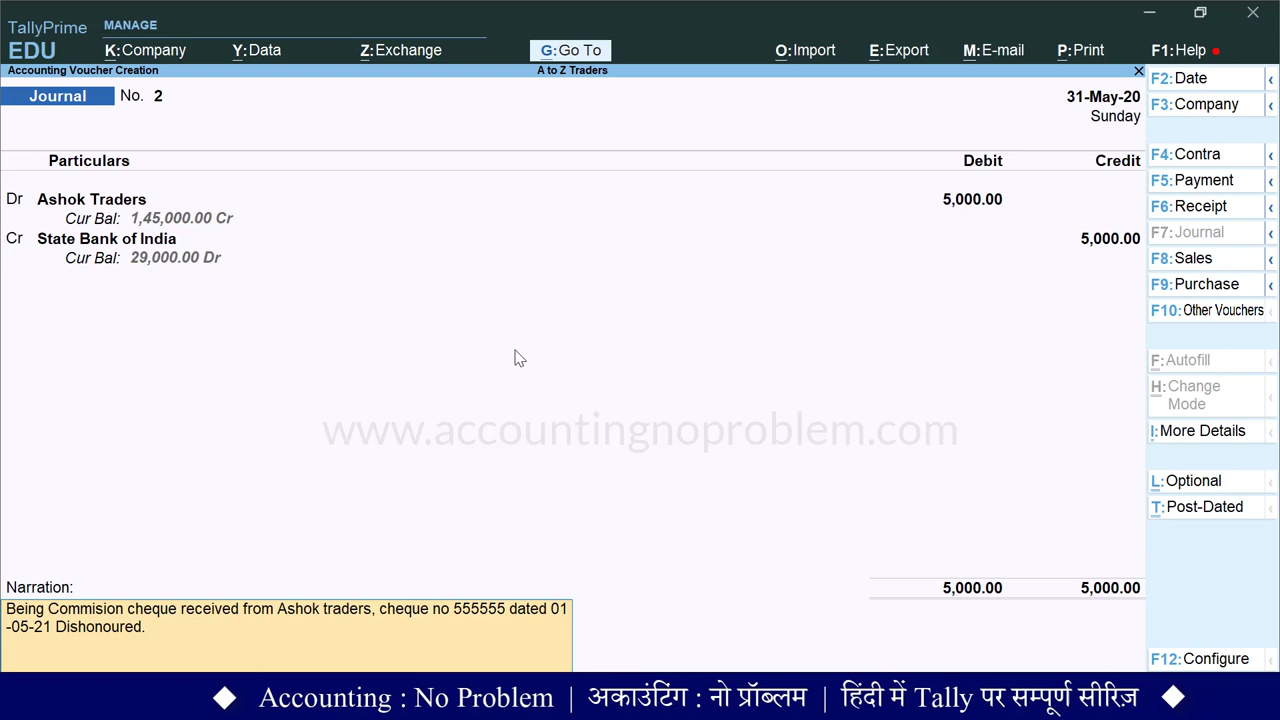 TallyPrime
EDU
MANAGE
K:Company Y:Data Z:Exchange G:Go To O:Import E:Export M:E-mail P:Print F1:Help
Accounting Voucher Creation A to Z Traders
Journal No. 2 31-May-20
Sunday
Particulars Debit Credit
Dr Ashok Traders 5,000.00
Cur Bal: 1,45,000.00 Cr
Cr State Bank of India 5,000.00
Cur Bal: 29,000.00 Dr
www.accountingnoproblem.com
Narration: 5,000.00 5,000.00
Being Commision cheque received from Ashok traders, cheque no 555555 dated 01
-05-21 Dishonoured.
F2:Date
F3:Company
F4:Contra
F5:Payment
F6:Receipt
F7:Journal
F8:Sales
F9:Purchase
F10:Other Vouchers
F:Autofill
H:Change
Mode
I:More Details
L:Optional
T:Post-Dated
F12:Configure
Accounting : No Problem | अकाउंटिंग : नो प्रॉब्लम | हिंदी में Tally पर सम्पूर्ण सीरिज़